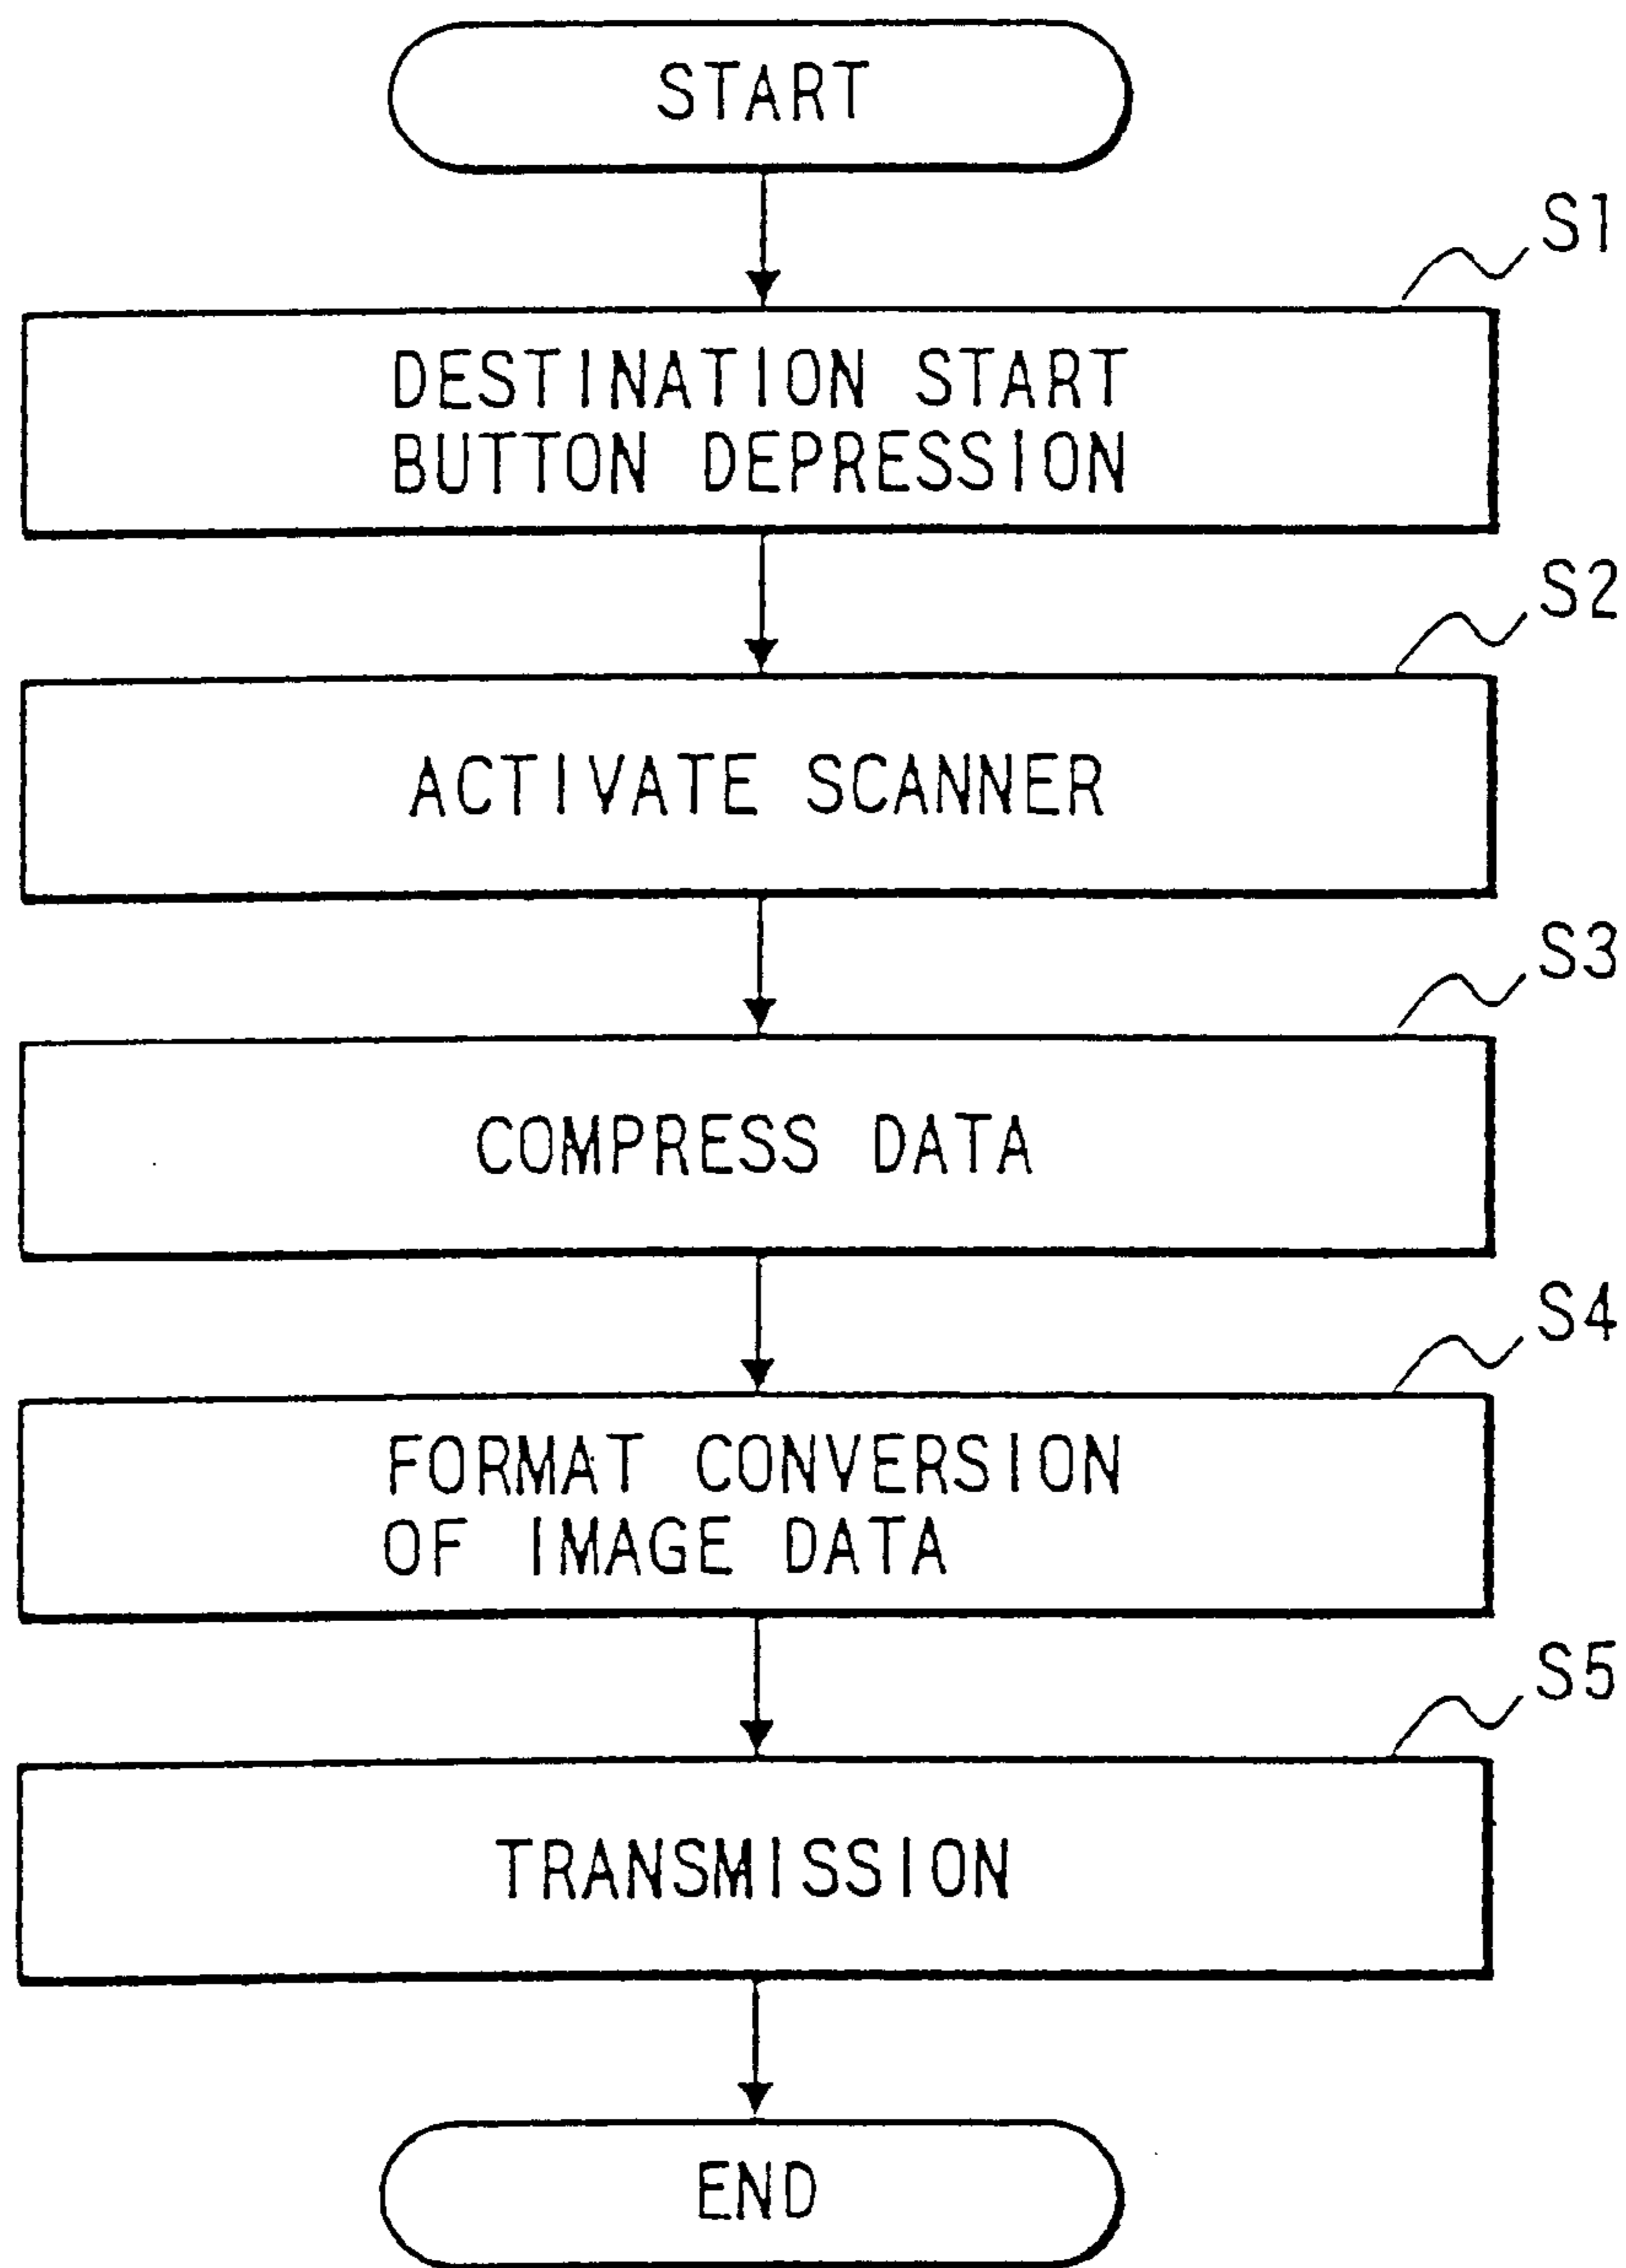 START
S1
DESTINATION START
BUTTON DEPRESSION
S2
ACTIVATE SCANNER
S3
COMPRESS DATA
S4
FORMAT CONVERSION
OF IMAGE DATA
S5
TRANSMISSION
END